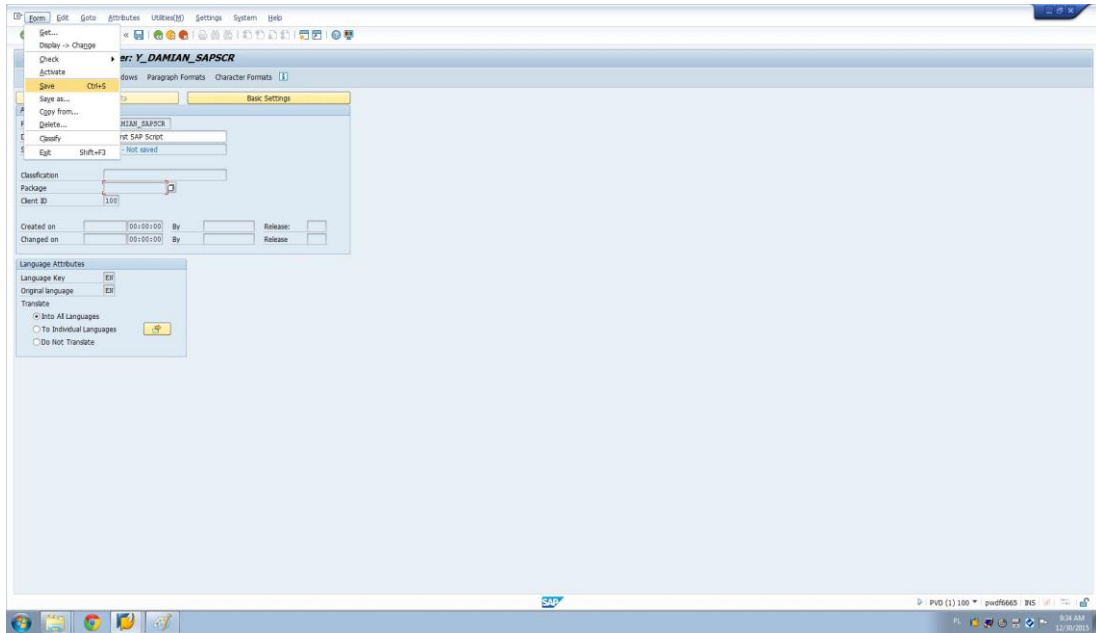 Form Edit Goto Attributes Utilities(M) Settings System Help
Get...
Display -> Change
Check
er: Y_DAMIAN_SAPSCR
Activate
dows Paragraph Formats Character Formats
Save Ctrl+S
Save as...
Basic Settings
Copy from...
Delete...
MIAN_SAPSCR
Classify
rst SAP Script
Exit Shift+F3
- Not saved
Classification
Package
Client ID 100
Created on 00:00:00 By Release:
Changed on 00:00:00 By Release
Language Attributes
Language Key EN
Original language EN
Translate
Into All Languages
To Individual Languages
Do Not Translate
SAP
PVD (1) 100 pwdf6665 INS
PL 9:34 AM
12/30/2015